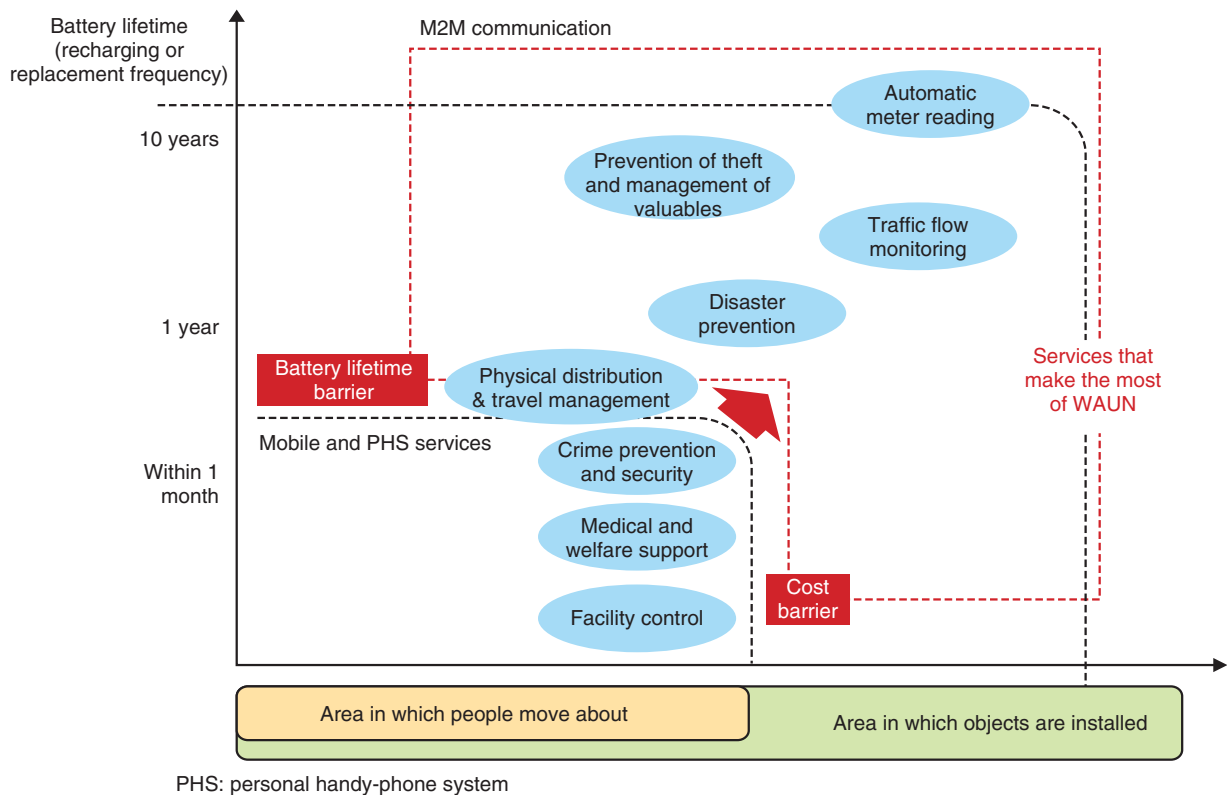 Battery lifetime
(recharging or
replacement frequency)
M2M communication
Automatic
meter reading
10 years
Prevention of theft
and management of
valuables
Traffic flow
monitoring
Disaster
prevention
1 year
Battery lifetime
barrier
Physical distribution
& travel management
Services that
make the most
of WAUN
Mobile and PHS services
Crime prevention
and security
Within 1
month
Medical and
welfare support
Cost
barrier
Facility control
Area in which people move about
Area in which objects are installed
PHS: personal handy-phone system